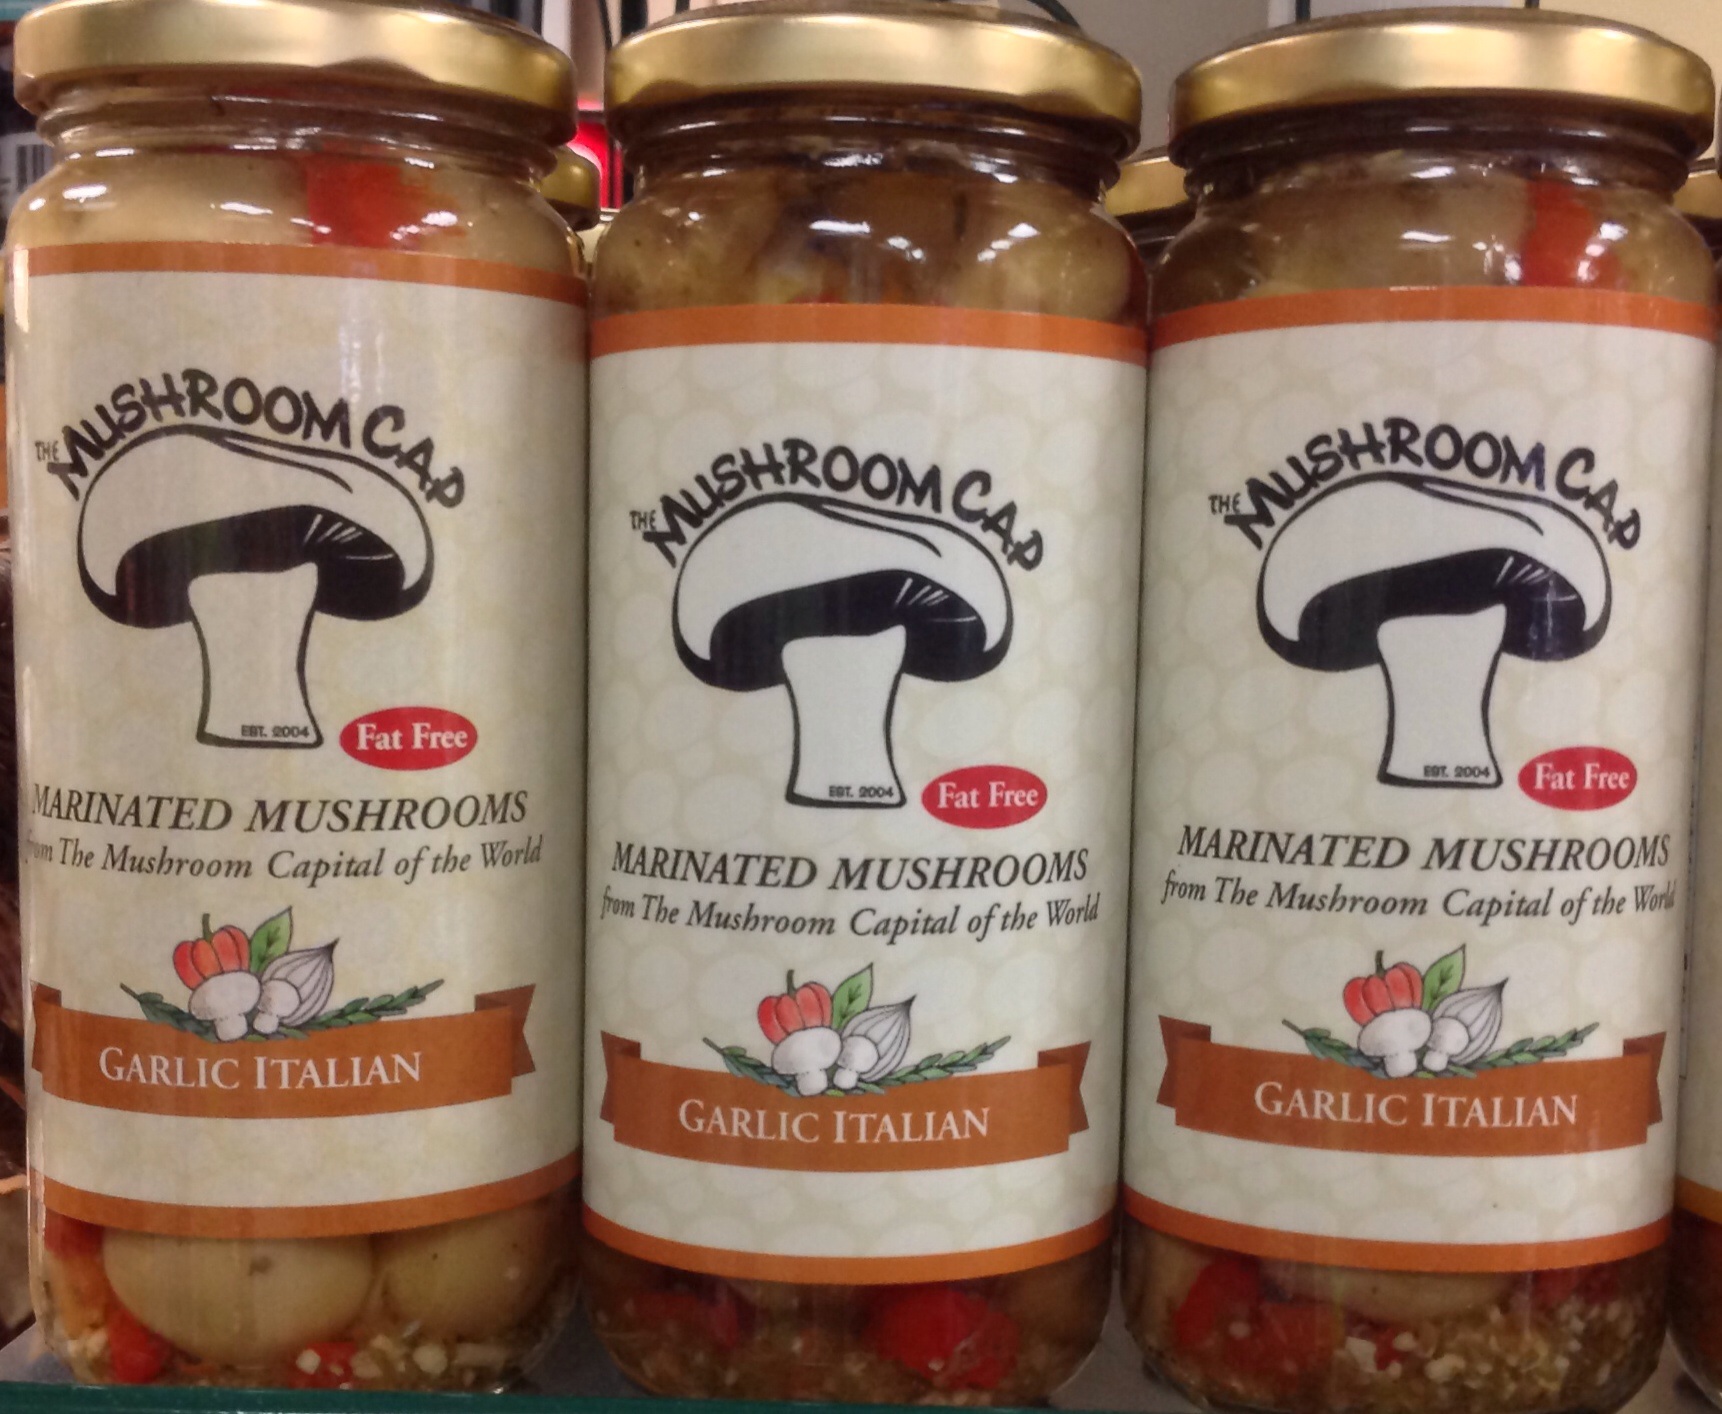 THE MUSHROOM CAP
EST. 2004
Fat Free
MARINATED MUSHROOMS
from The Mushroom Capital of the World
GARLIC ITALIAN
THE MUSHROOM CAP
EST. 2004
Fat Free
MARINATED MUSHROOMS
from The Mushroom Capital of the World
GARLIC ITALIAN
THE MUSHROOM CAP
EST. 2004
Fat Free
MARINATED MUSHROOMS
from The Mushroom Capital of the World
GARLIC ITALIAN